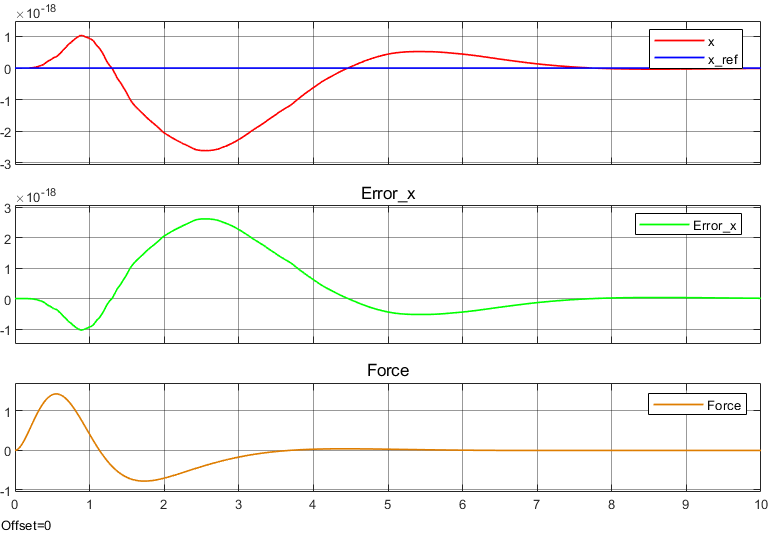 ×10-18
1
0
-1
-2
-3
x
x_ref
Error_x
×10-18
3
2
1
0
-1
Error_x
Force
1
0
-1
Force
0 1 2 3 4 5 6 7 8 9 10
Offset=0